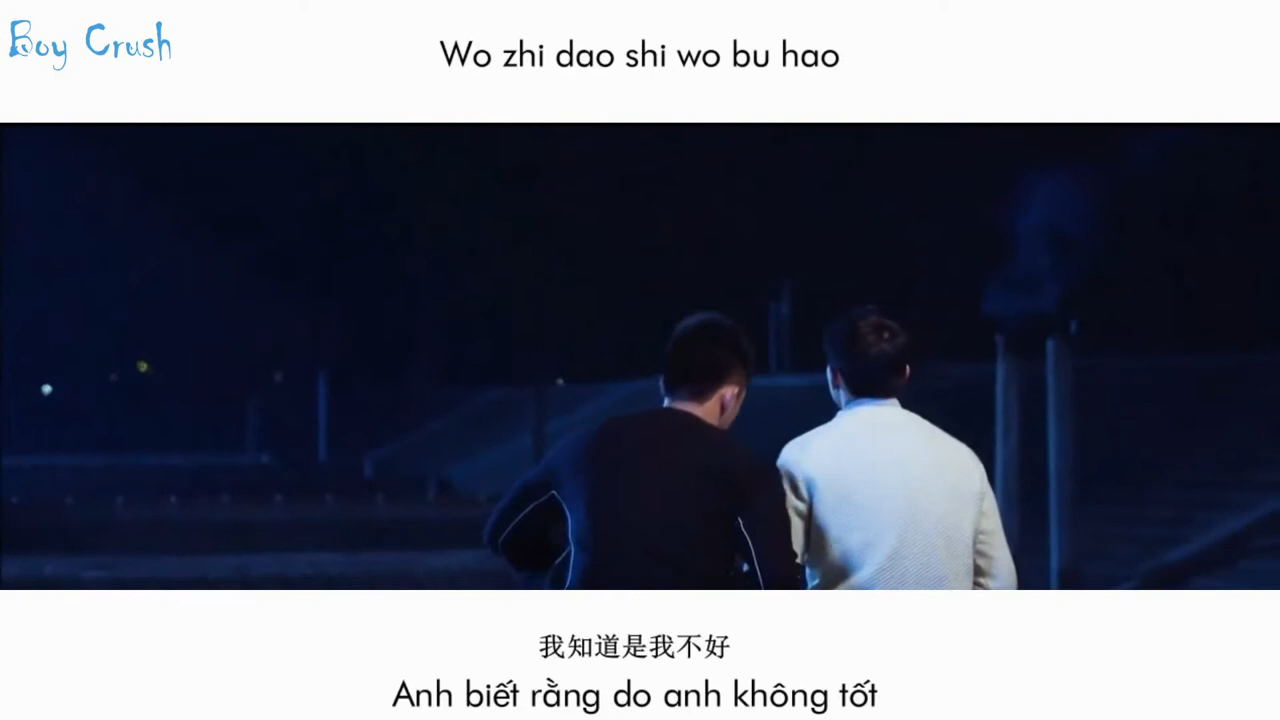 Boy Crush
Wo zhi dao shi wo bu hao
我知道是我不好
Anh biết rằng do anh không tốt